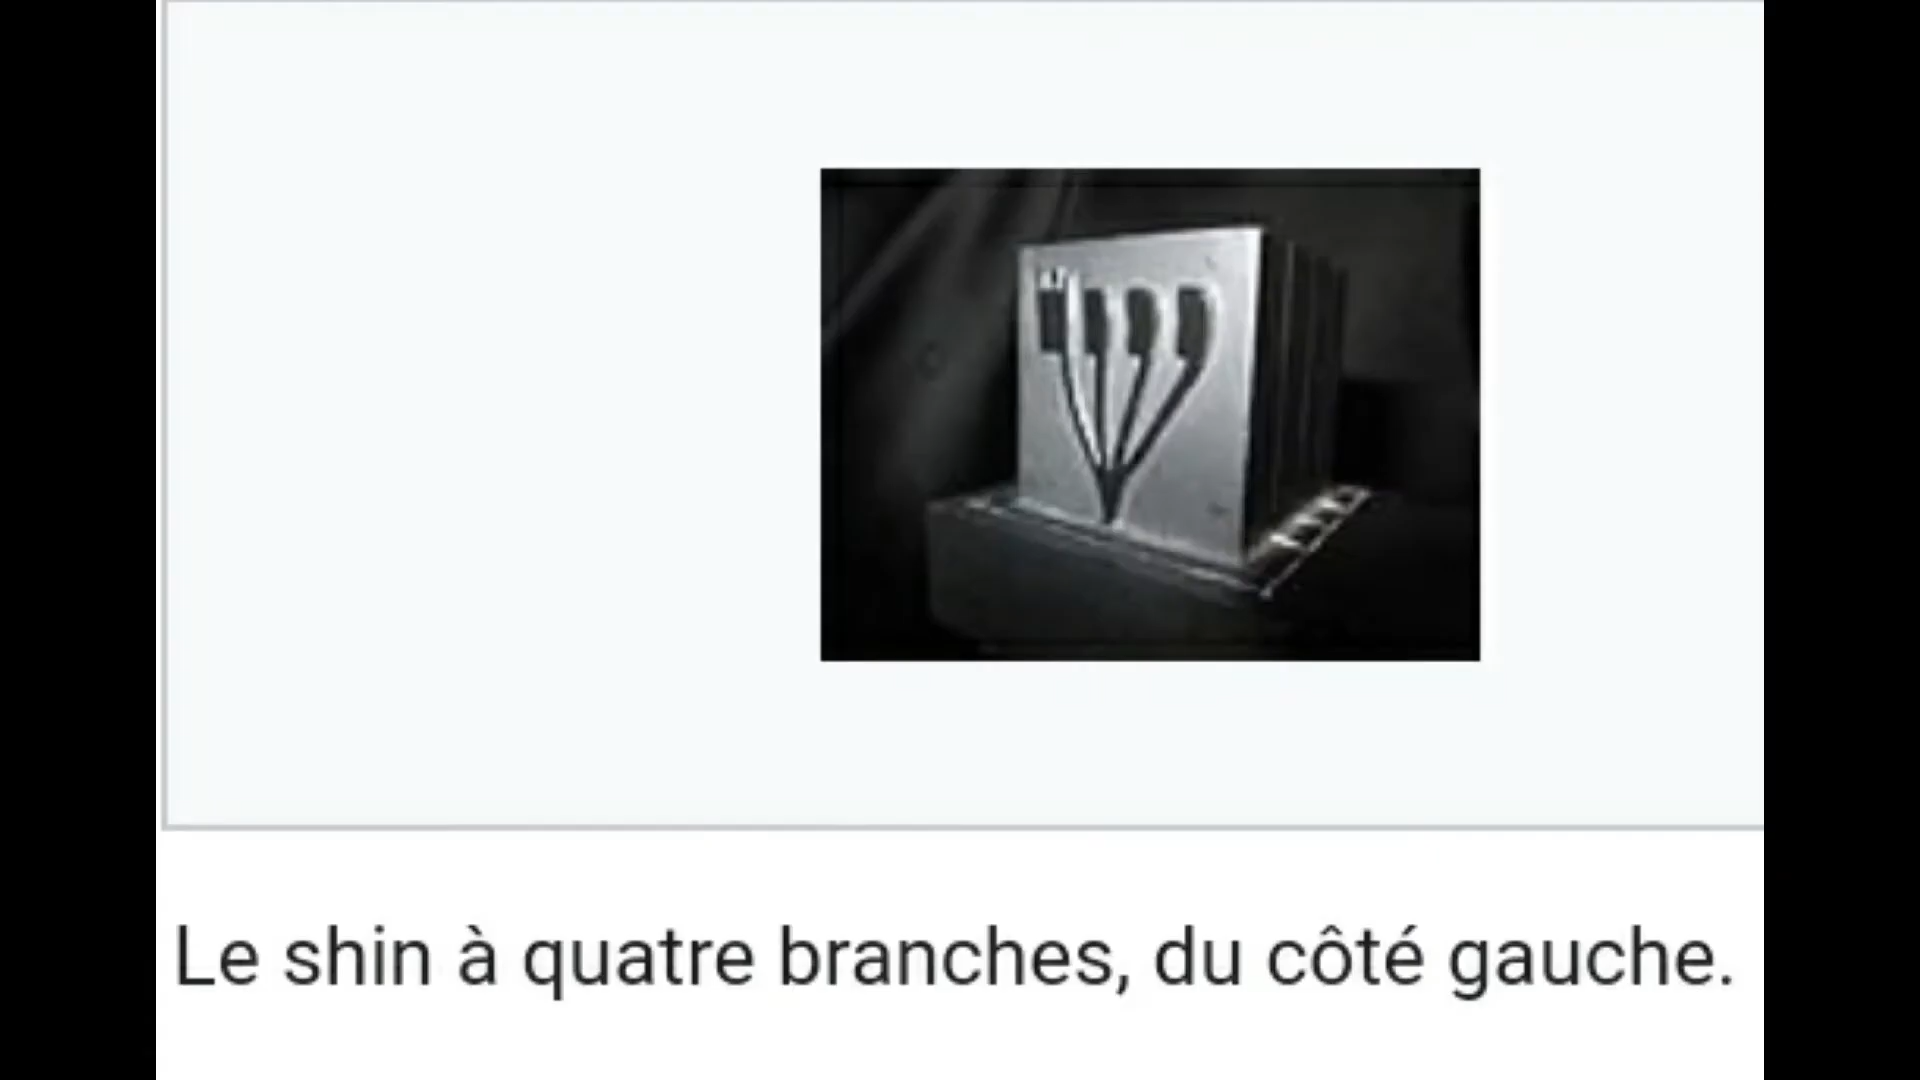 ש
Le shin à quatre branches, du côté gauche.